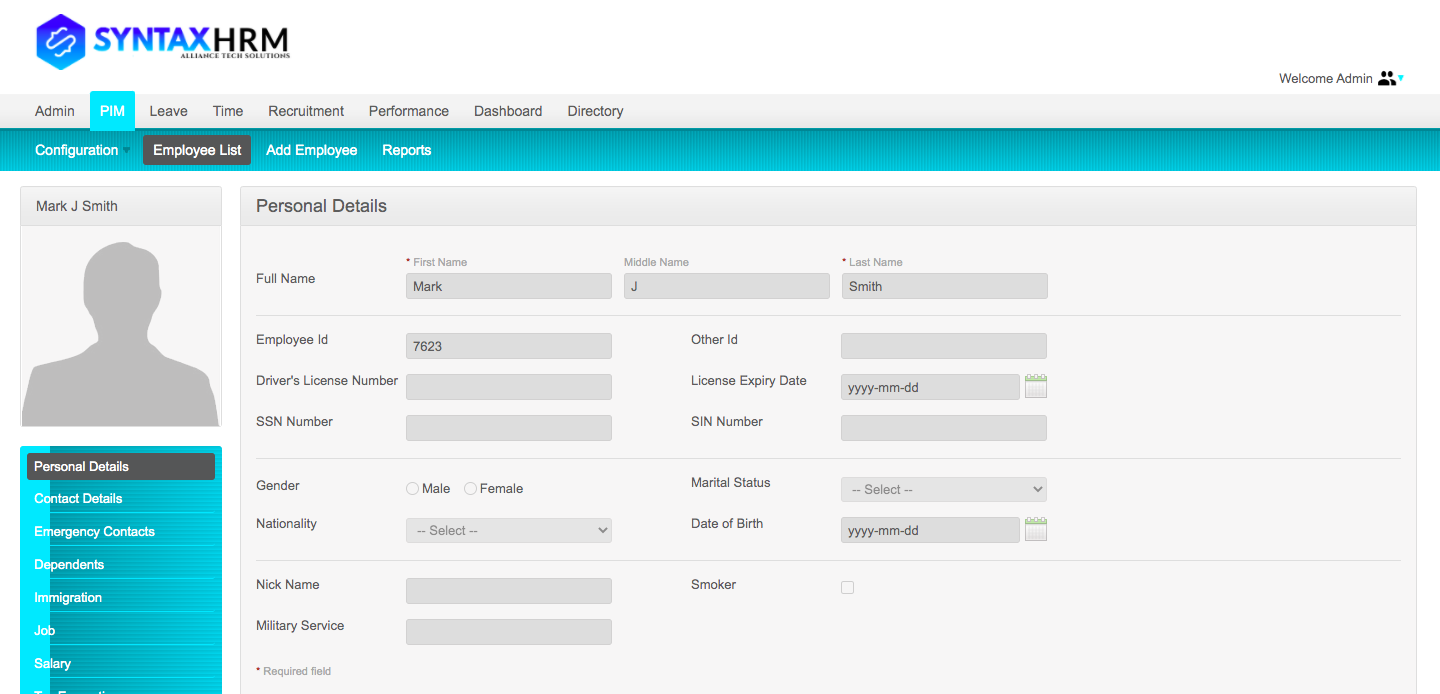 SYNTAXHRM
ALLIANCE TECH SOLUTIONS
Welcome Admin
Admin PIM Leave Time Recruitment Performance Dashboard Directory
Configuration Employee List Add Employee Reports
Mark J Smith
Personal Details
* First Name Middle Name * Last Name
Full Name Mark J Smith
Employee Id 7623 Other Id
Driver's License Number License Expiry Date yyyy-mm-dd
SSN Number SIN Number
Gender Male Female Marital Status -- Select --
Nationality -- Select -- Date of Birth yyyy-mm-dd
Nick Name Smoker
Military Service
* Required field
Personal Details
Contact Details
Emergency Contacts
Dependents
Immigration
Job
Salary